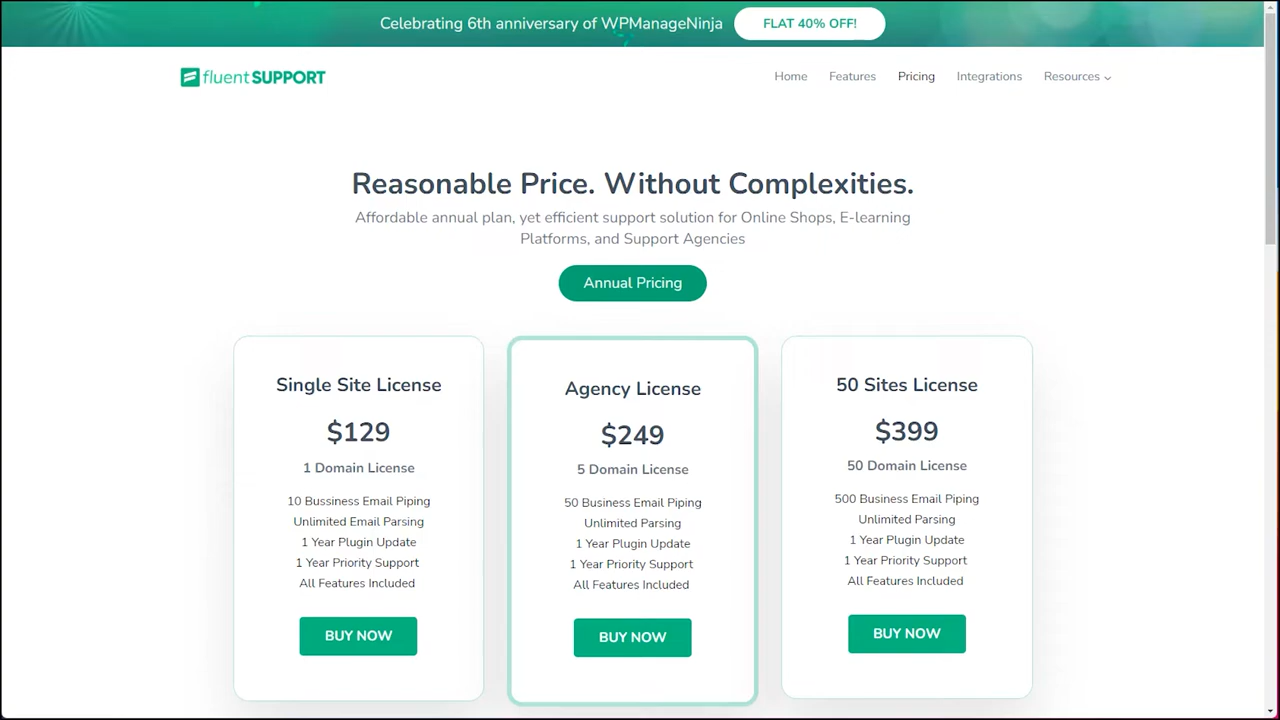 Celebrating 6th anniversary of WPManageNinja
FLAT 40% OFF!
fluent SUPPORT
Home
Features
Pricing
Integrations
Resources
Reasonable Price. Without Complexities.
Affordable annual plan, yet efficient support solution for Online Shops, E-learning
Platforms, and Support Agencies
Annual Pricing
Single Site License
$129
1 Domain License
10 Bussiness Email Piping
Unlimited Email Parsing
1 Year Plugin Update
1 Year Priority Support
All Features Included
BUY NOW
Agency License
$249
5 Domain License
50 Business Email Piping
Unlimited Parsing
1 Year Plugin Update
1 Year Priority Support
All Features Included
BUY NOW
50 Sites License
$399
50 Domain License
500 Business Email Piping
Unlimited Parsing
1 Year Plugin Update
1 Year Priority Support
All Features Included
BUY NOW